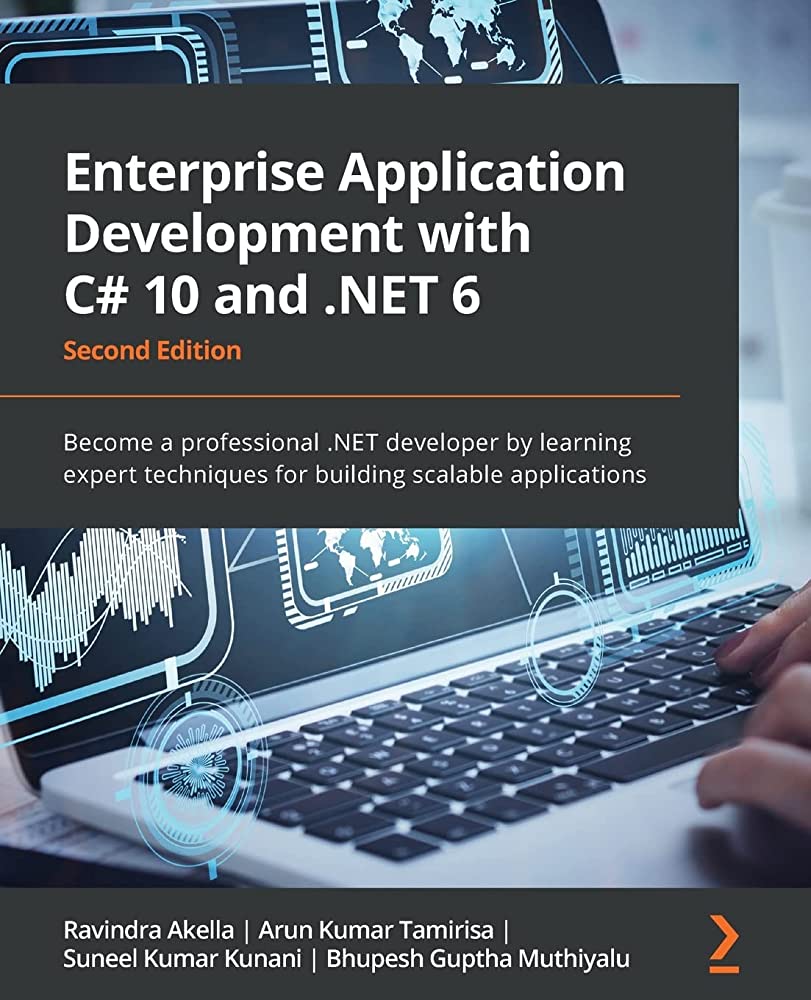 Enterprise Application
Development with
C# 10 and .NET 6
Second Edition
Become a professional .NET developer by learning
expert techniques for building scalable applications
Ravindra Akella | Arun Kumar Tamirisa |
Suneel Kumar Kunani | Bhupesh Guptha Muthiyalu